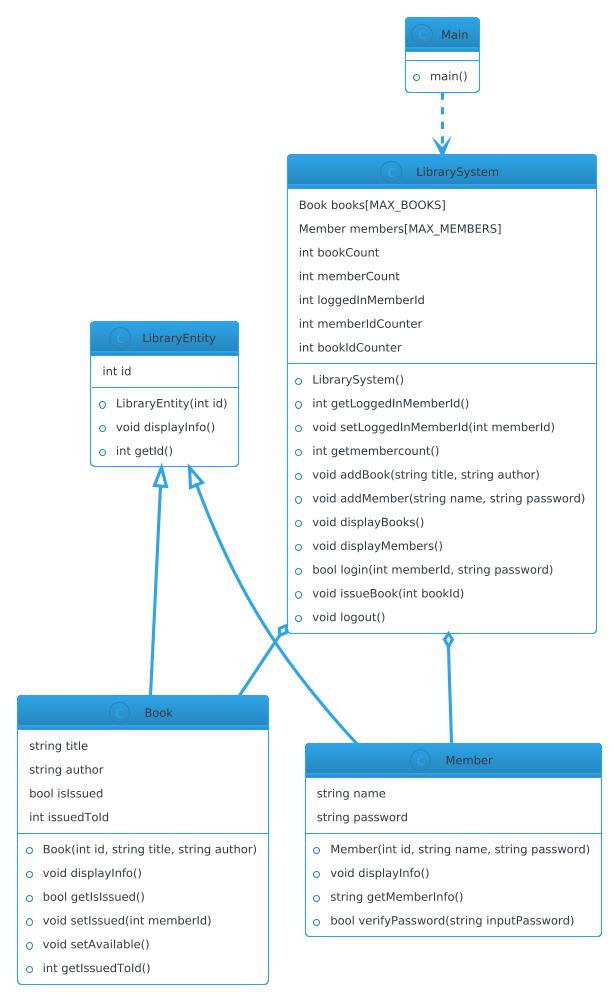 C Main
main()
C LibrarySystem
Book books[MAX_BOOKS]
Member members[MAX_MEMBERS]
int bookCount
int memberCount
int loggedInMemberId
int memberIdCounter
int bookIdCounter
LibrarySystem()
int getLoggedInMemberId()
void setLoggedInMemberId(int memberId)
int getmembercount()
void addBook(string title, string author)
void addMember(string name, string password)
void displayBooks()
void displayMembers()
bool login(int memberId, string password)
void issueBook(int bookId)
void logout()
C LibraryEntity
int id
LibraryEntity(int id)
void displayInfo()
int getId()
C Book
string title
string author
bool isIssued
int issuedToId
Book(int id, string title, string author)
void displayInfo()
bool getIsIssued()
void setIssued(int memberId)
void setAvailable()
int getIssuedToId()
C Member
string name
string password
Member(int id, string name, string password)
void displayInfo()
string getMemberInfo()
bool verifyPassword(string inputPassword)